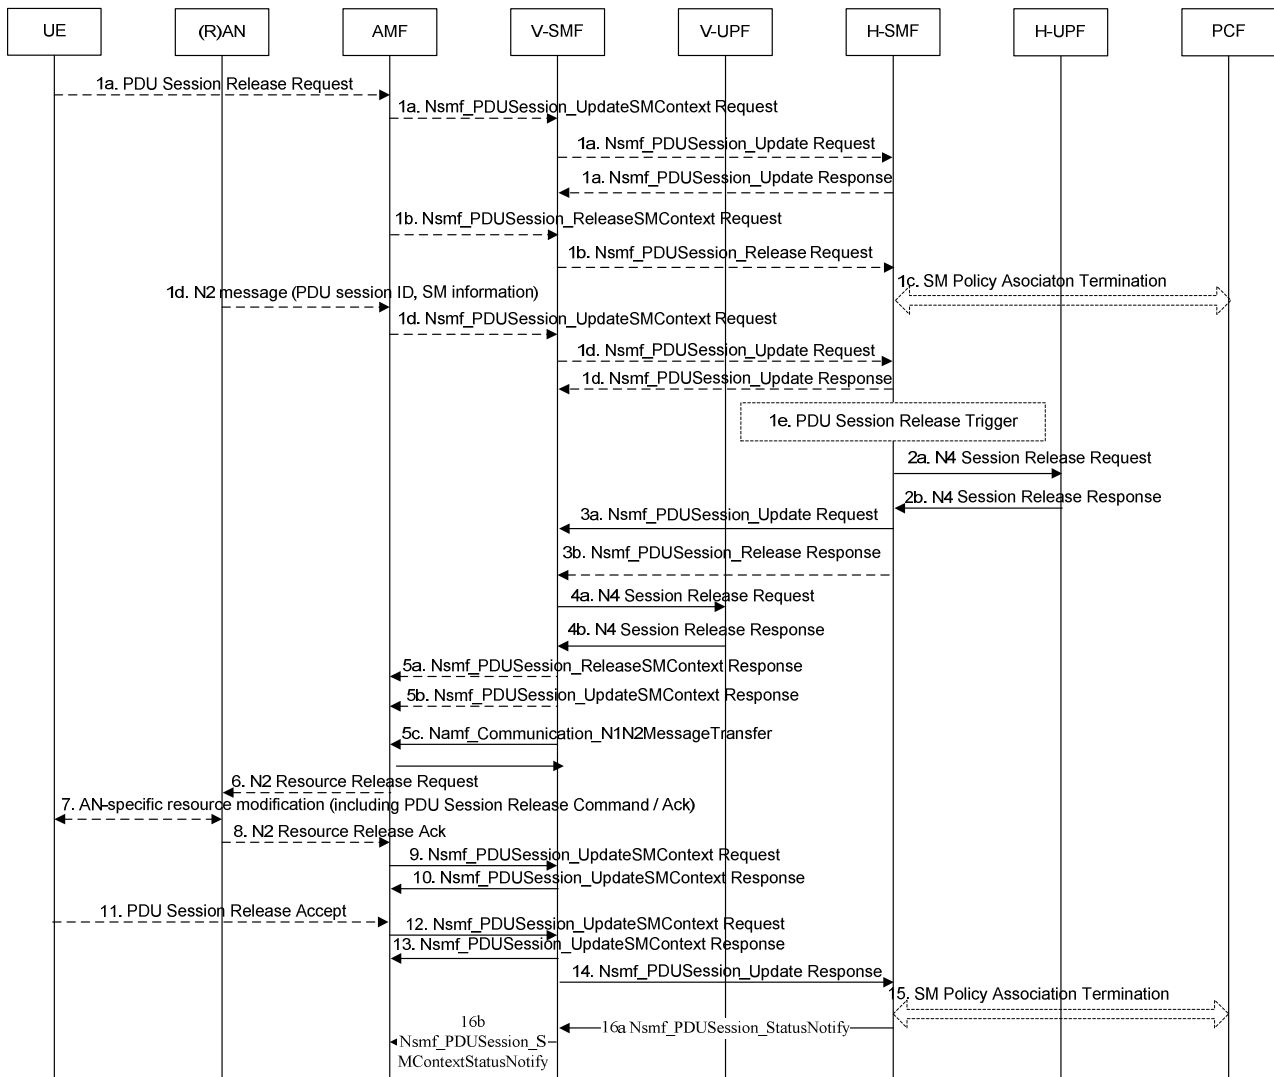 UE
(R)AN
AMF
V-SMF
V-UPF
H-SMF
H-UPF
PCF
1a. PDU Session Release Request
1a. Nsmf_PDUSession_UpdateSMContext Request
1a. Nsmf_PDUSession_Update Request
1a. Nsmf_PDUSession_Update Response
1b. Nsmf_PDUSession_ReleaseSMContext Request
1b. Nsmf_PDUSession_Release Request
1c. SM Policy Asociaton Termination
1d. N2 message (PDU session ID, SM information)
1d. Nsmf_PDUSession_UpdateSMContext Request
1d. Nsmf_PDUSession_Update Request
1d. Nsmf_PDUSession_Update Response
1e. PDU Session Release Trigger
2a. N4 Session Release Request
2b. N4 Session Release Response
3a. Nsmf_PDUSession_Update Request
3b. Nsmf_PDUSession_Release Response
4a. N4 Session Release Request
4b. N4 Session Release Response
5a. Nsmf_PDUSession_ReleaseSMContext Response
5b. Nsmf_PDUSession_UpdateSMContext Response
5c. Namf_Communication_N1N2MessageTransfer
6. N2 Resource Release Request
7. AN-specific resource modification (including PDU Session Release Command / Ack)
8. N2 Resource Release Ack
9. Nsmf_PDUSession_UpdateSMContext Request
10. Nsmf_PDUSession_UpdateSMContext Response
11. PDU Session Release Accept
12. Nsmf_PDUSession_UpdateSMContext Request
13. Nsmf_PDUSession_UpdateSMContext Response
14. Nsmf_PDUSession_Update Response
15. SM Policy Association Termination
16a Nsmf_PDUSession_StatusNotify
16b
Nsmf_PDUSession_S
MContextStatusNotify